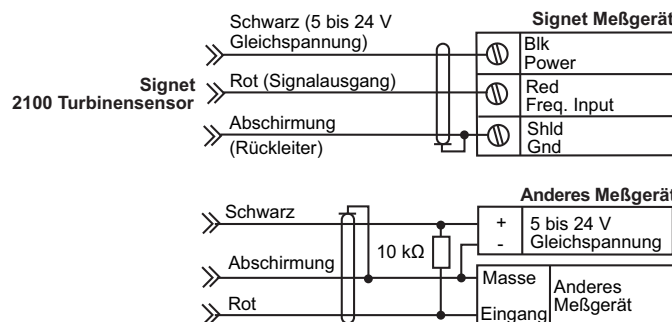 Signet Meßgerät
Schwarz (5 bis 24 V
Gleichspannung)
Blk
Power
Signet
2100 Turbinensensor
Rot (Signalausgang)
Red
Freq. Input
Abschirmung
(Rückleiter)
Shld
Gnd
Anderes Meßgerät
Schwarz
+
5 bis 24 V
-
Gleichspannung
10 kΩ
Abschirmung
Masse
Anderes
Meßgerät
Rot
Eingang